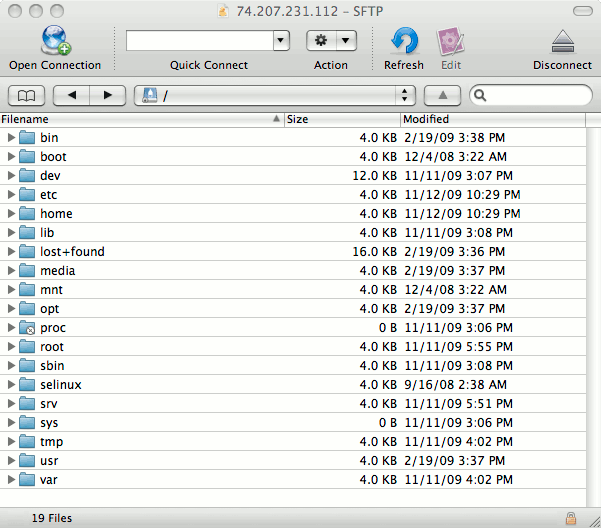 74.207.231.112 – SFTP
Open Connection Quick Connect Action Refresh Edit Disconnect
/
Filename Size Modified
bin 4.0 KB 2/19/09 3:38 PM
boot 4.0 KB 12/4/08 3:22 AM
dev 12.0 KB 11/11/09 3:07 PM
etc 4.0 KB 11/12/09 10:29 PM
home 4.0 KB 11/12/09 10:29 PM
lib 4.0 KB 11/11/09 3:08 PM
lost+found 16.0 KB 2/19/09 3:36 PM
media 4.0 KB 2/19/09 3:37 PM
mnt 4.0 KB 12/4/08 3:22 AM
opt 4.0 KB 2/19/09 3:37 PM
proc 0 B 11/11/09 3:06 PM
root 4.0 KB 11/11/09 5:55 PM
sbin 4.0 KB 11/11/09 3:08 PM
selinux 4.0 KB 9/16/08 2:38 AM
srv 4.0 KB 11/11/09 5:51 PM
sys 0 B 11/11/09 3:06 PM
tmp 4.0 KB 11/11/09 4:02 PM
usr 4.0 KB 2/19/09 3:37 PM
var 4.0 KB 11/11/09 4:02 PM
19 Files